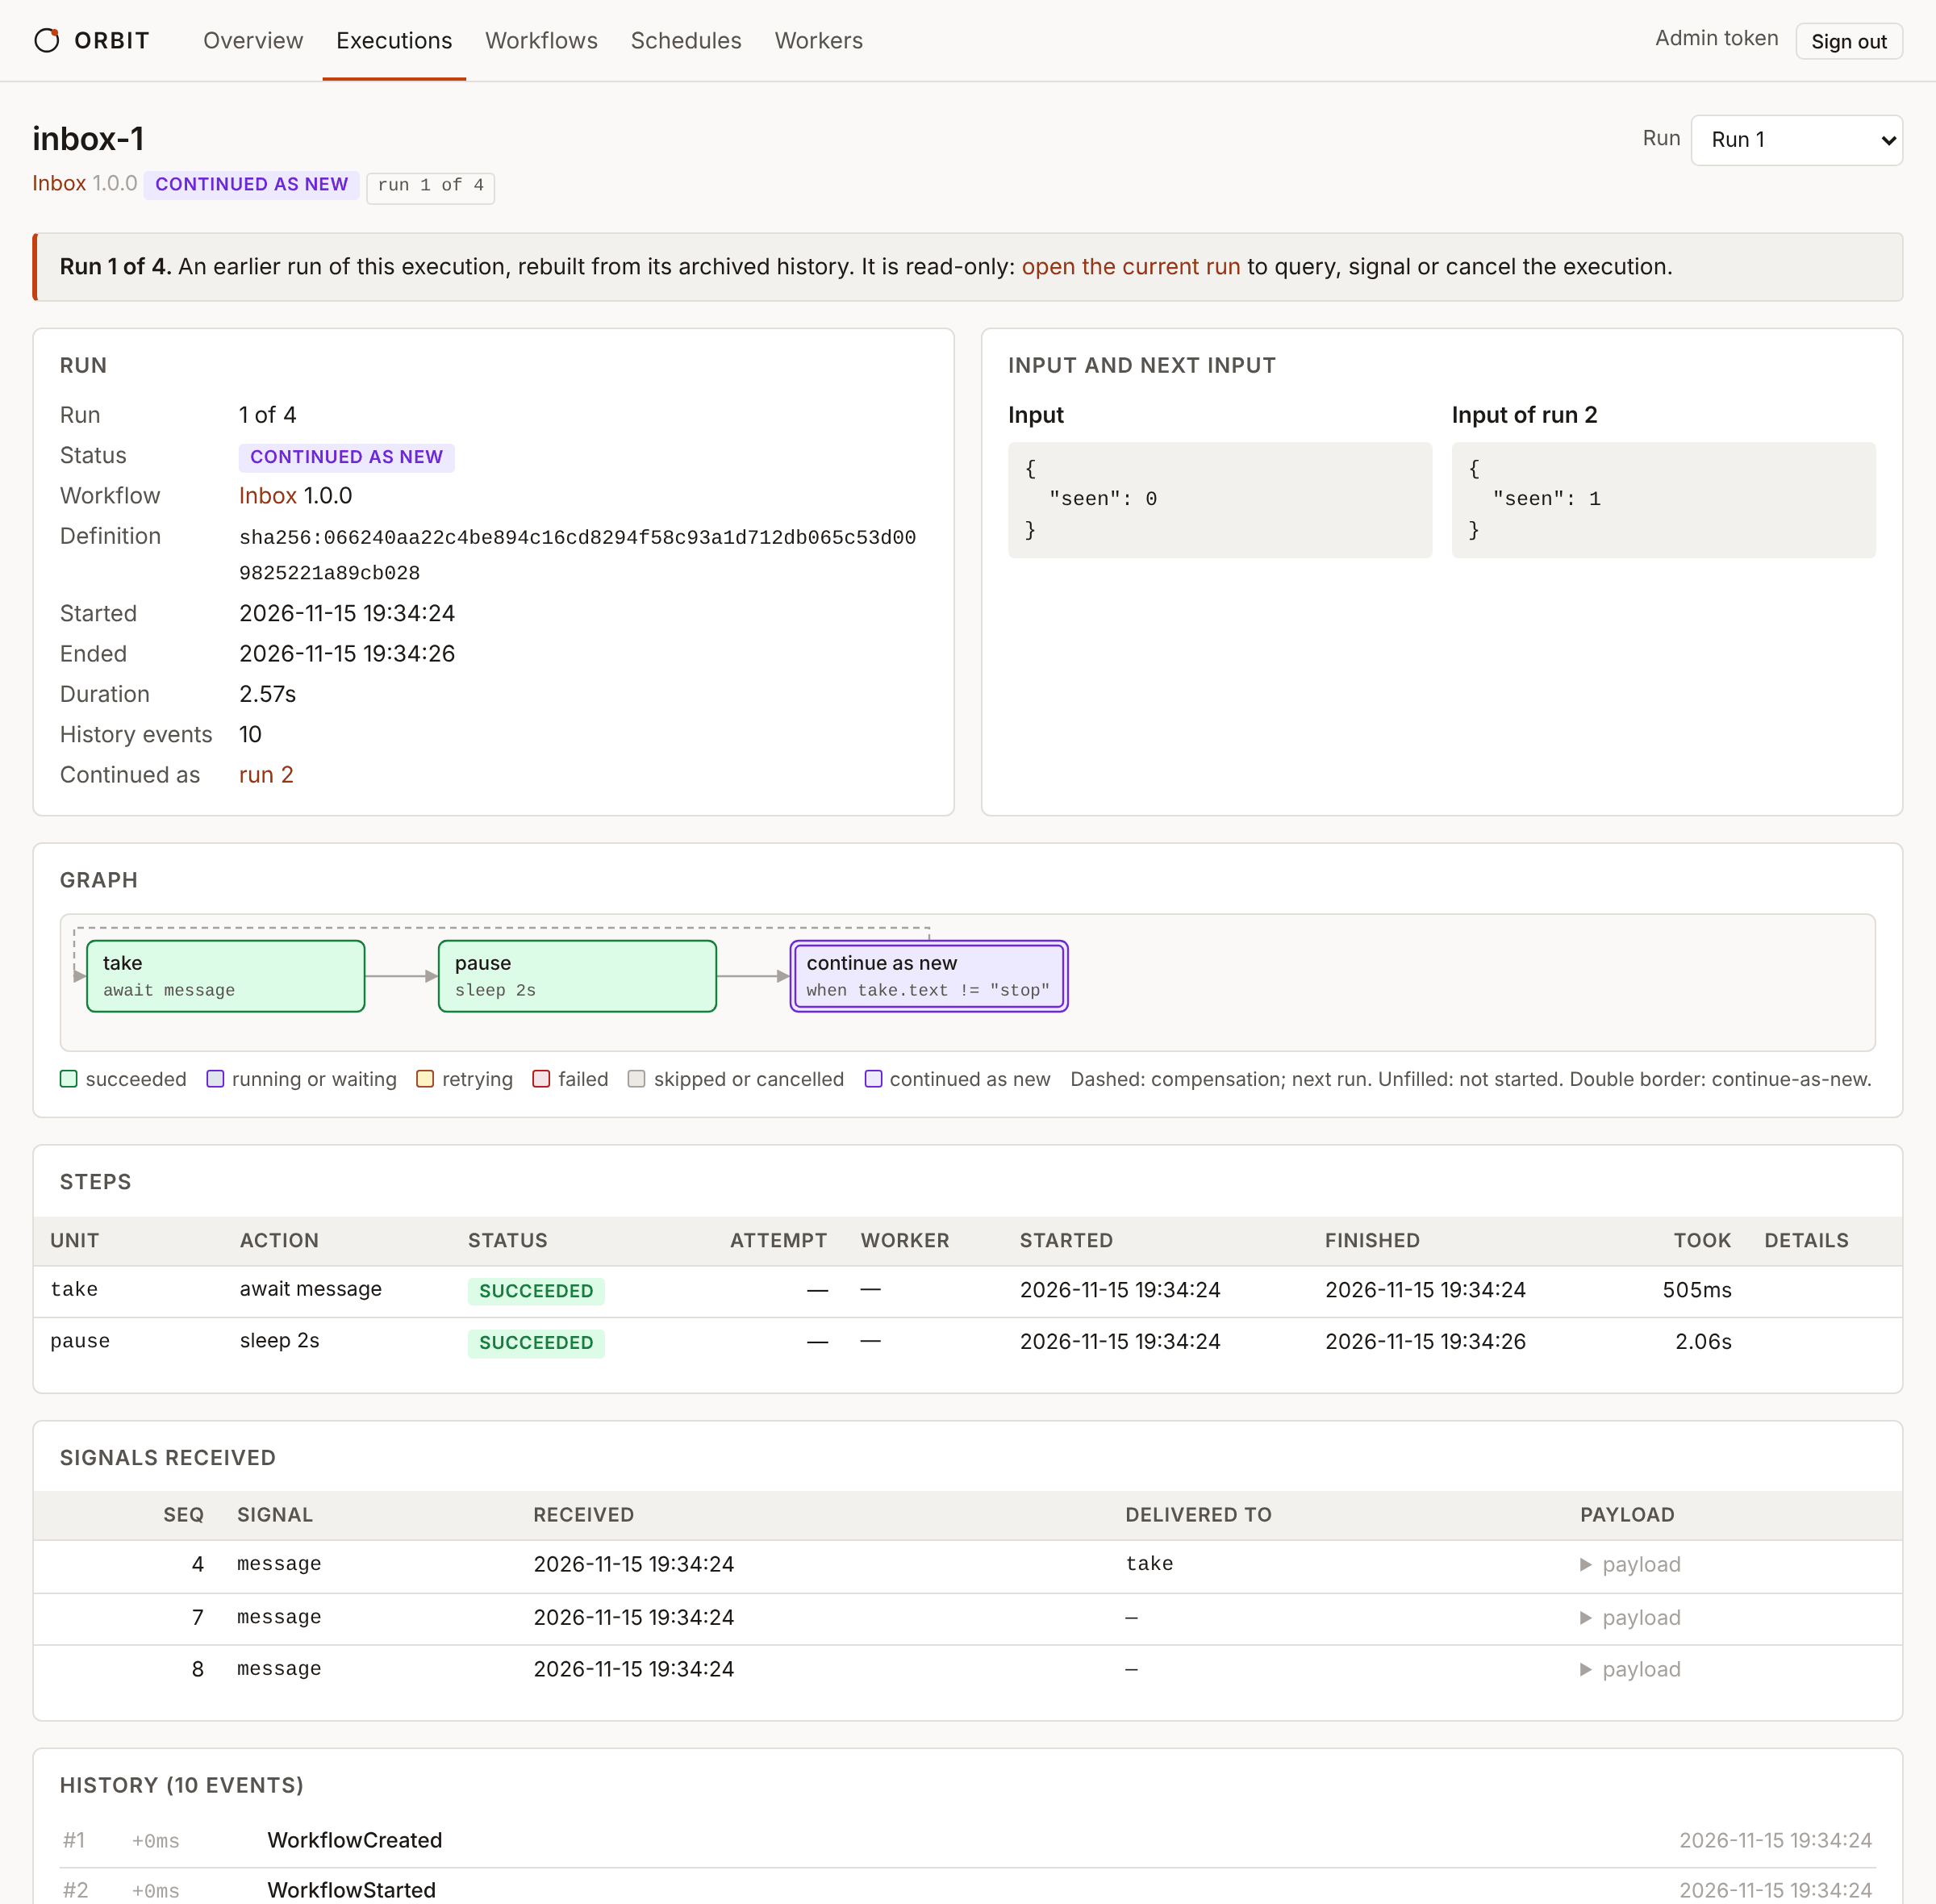 ORBIT Overview Executions Workflows Schedules Workers Admin token Sign out
inbox-1 Run Run 1
Inbox 1.0.0 CONTINUED AS NEW run 1 of 4
Run 1 of 4. An earlier run of this execution, rebuilt from its archived history. It is read-only: open the current run to query, signal or cancel the execution.
RUN
Run 1 of 4
Status CONTINUED AS NEW
Workflow Inbox 1.0.0
Definition sha256:066240aa22c4be894c16cd8294f58c93a1d712db065c53d00
9825221a89cb028
Started 2026-11-15 19:34:24
Ended 2026-11-15 19:34:26
Duration 2.57s
History events 10
Continued as run 2
INPUT AND NEXT INPUT
Input
{
"seen": 0
}
Input of run 2
{
"seen": 1
}
GRAPH
take
await message
pause
sleep 2s
continue as new
when take.text != "stop"
succeeded running or waiting retrying failed skipped or cancelled continued as new Dashed: compensation; next run. Unfilled: not started. Double border: continue-as-new.
STEPS
UNIT ACTION STATUS ATTEMPT WORKER STARTED FINISHED TOOK DETAILS
take await message SUCCEEDED — — 2026-11-15 19:34:24 2026-11-15 19:34:24 505ms
pause sleep 2s SUCCEEDED — — 2026-11-15 19:34:24 2026-11-15 19:34:26 2.06s
SIGNALS RECEIVED
SEQ SIGNAL RECEIVED DELIVERED TO PAYLOAD
4 message 2026-11-15 19:34:24 take payload
7 message 2026-11-15 19:34:24 – payload
8 message 2026-11-15 19:34:24 – payload
HISTORY (10 EVENTS)
#1 +0ms WorkflowCreated 2026-11-15 19:34:24
#2 +0ms WorkflowStarted 2026-11-15 19:34:24